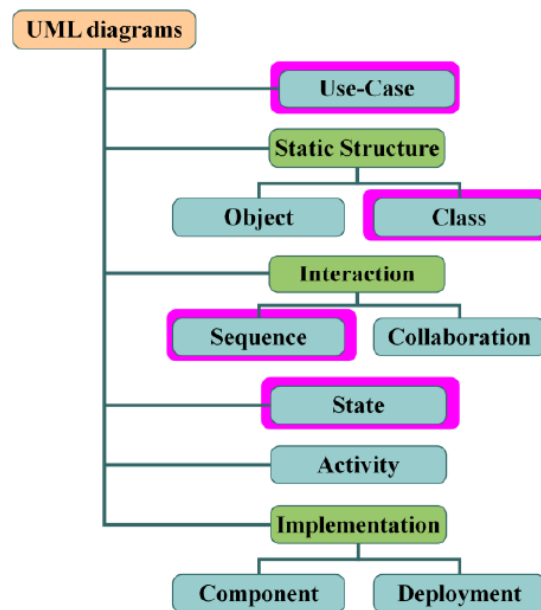 UML diagrams
Use-Case
Static Structure
Object
Class
Interaction
Sequence
Collaboration
State
Activity
Implementation
Component
Deployment